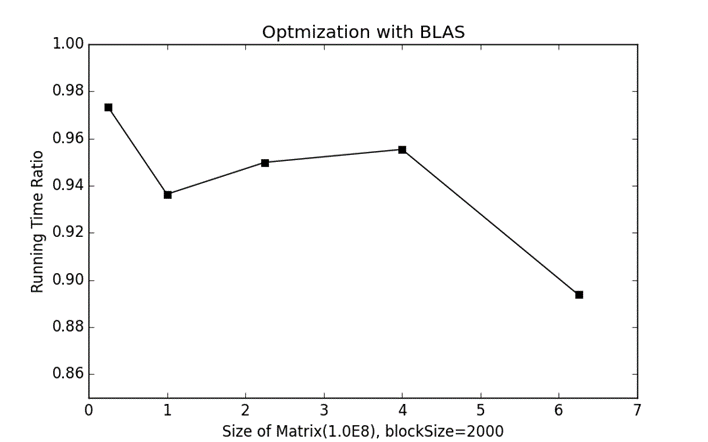 Optmization with BLAS
1.00
0.98
0.96
0.94
0.92
0.90
0.88
0.86
Running Time Ratio
0 1 2 3 4 5 6 7
Size of Matrix(1.0E8), blockSize=2000